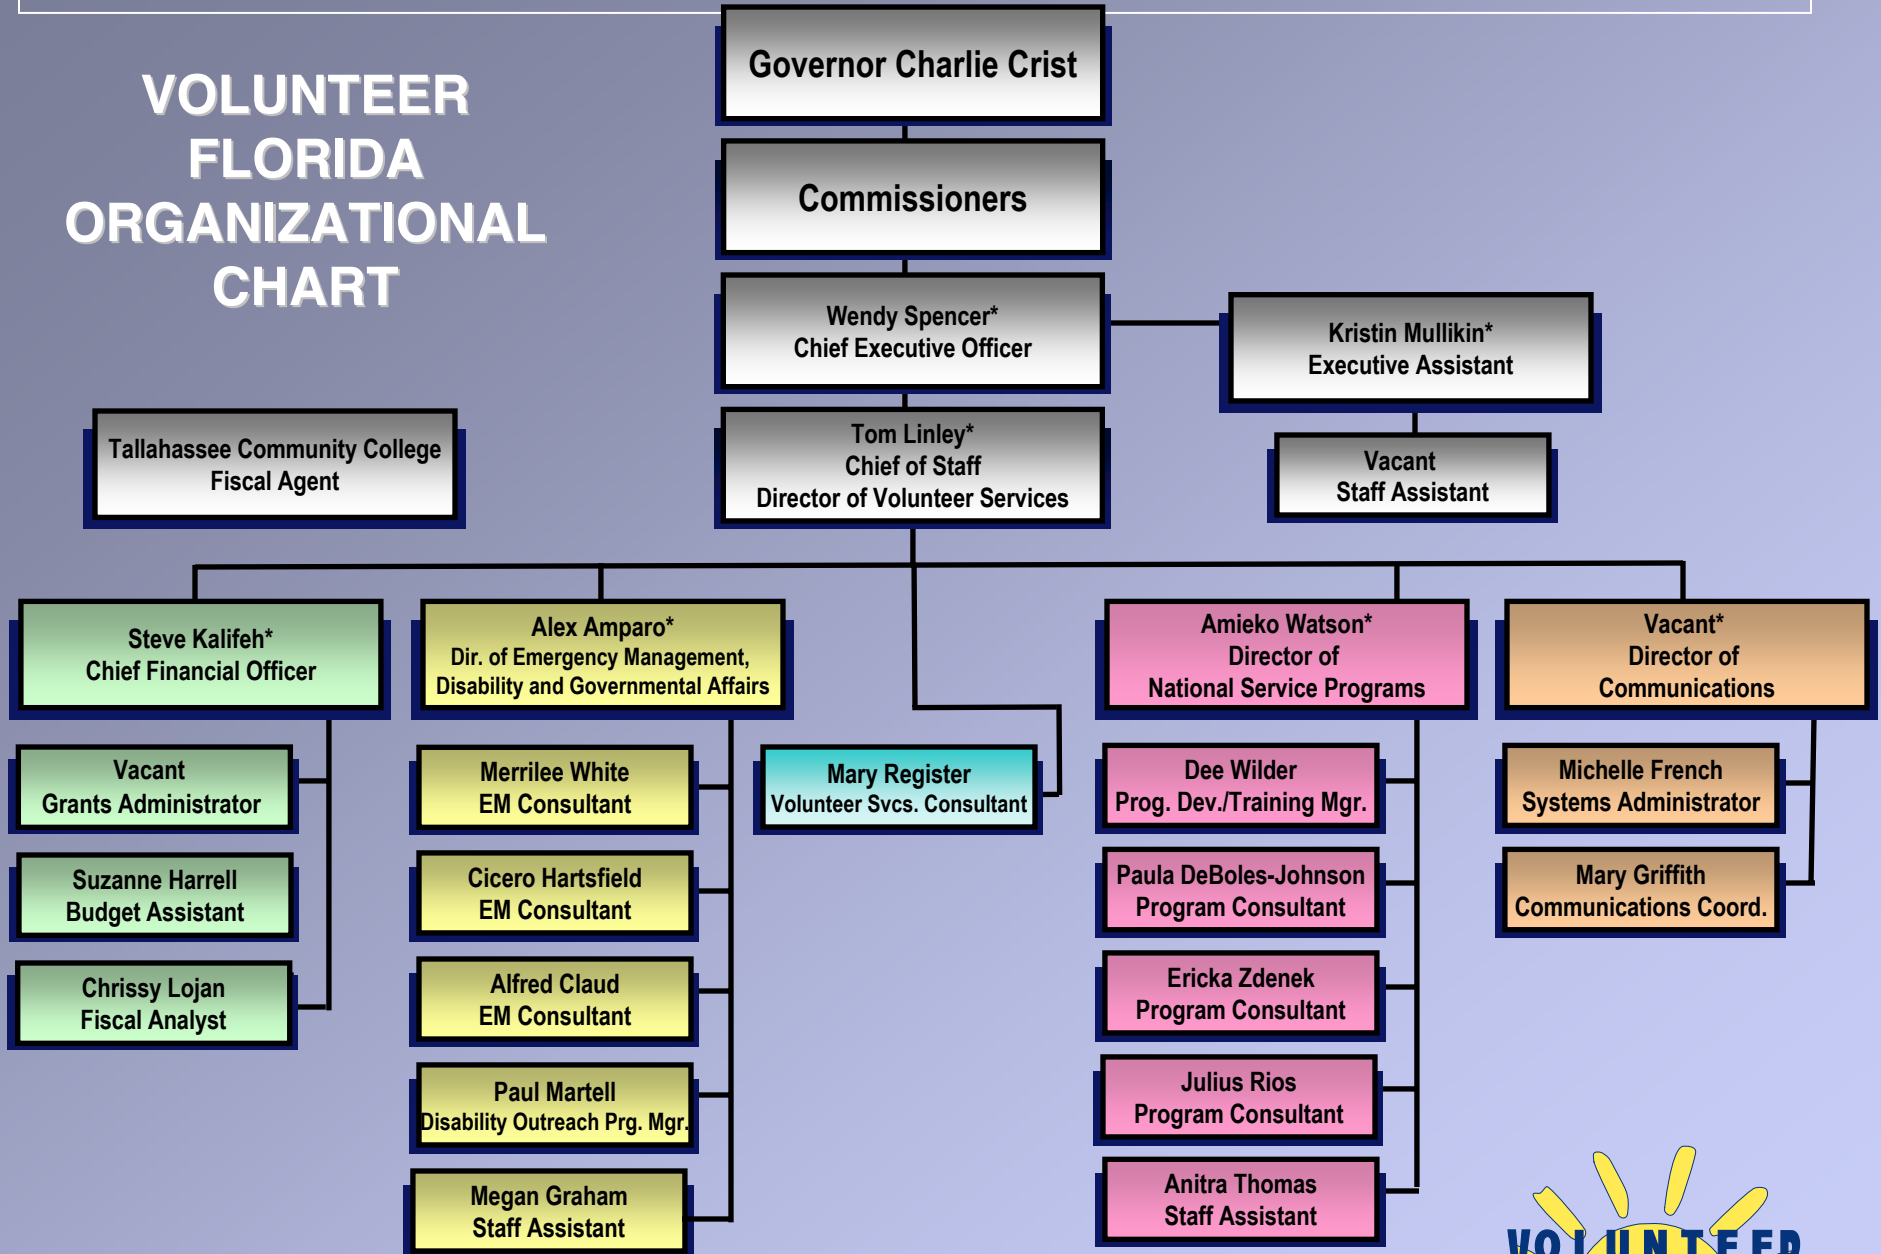 VOLUNTEER
FLORIDA
ORGANIZATIONAL
CHART
Governor Charlie Crist
Commissioners
Wendy Spencer*
Chief Executive Officer
Kristin Mullikin*
Executive Assistant
Tallahassee Community College
Fiscal Agent
Tom Linley*
Chief of Staff
Director of Volunteer Services
Vacant
Staff Assistant
Steve Kalifeh*
Chief Financial Officer
Vacant
Grants Administrator
Suzanne Harrell
Budget Assistant
Chrissy Lojan
Fiscal Analyst
Alex Amparo*
Dir. of Emergency Management,
Disability and Governmental Affairs
Merrilee White
EM Consultant
Cicero Hartsfield
EM Consultant
Alfred Claud
EM Consultant
Paul Martell
Disability Outreach Prg. Mgr.
Megan Graham
Staff Assistant
Mary Register
Volunteer Svcs. Consultant
Amieko Watson*
Director of
National Service Programs
Dee Wilder
Prog. Dev./Training Mgr.
Paula DeBoles-Johnson
Program Consultant
Ericka Zdenek
Program Consultant
Julius Rios
Program Consultant
Anitra Thomas
Staff Assistant
Vacant*
Director of
Communications
Michelle French
Systems Administrator
Mary Griffith
Communications Coord.
VOLUNTEER